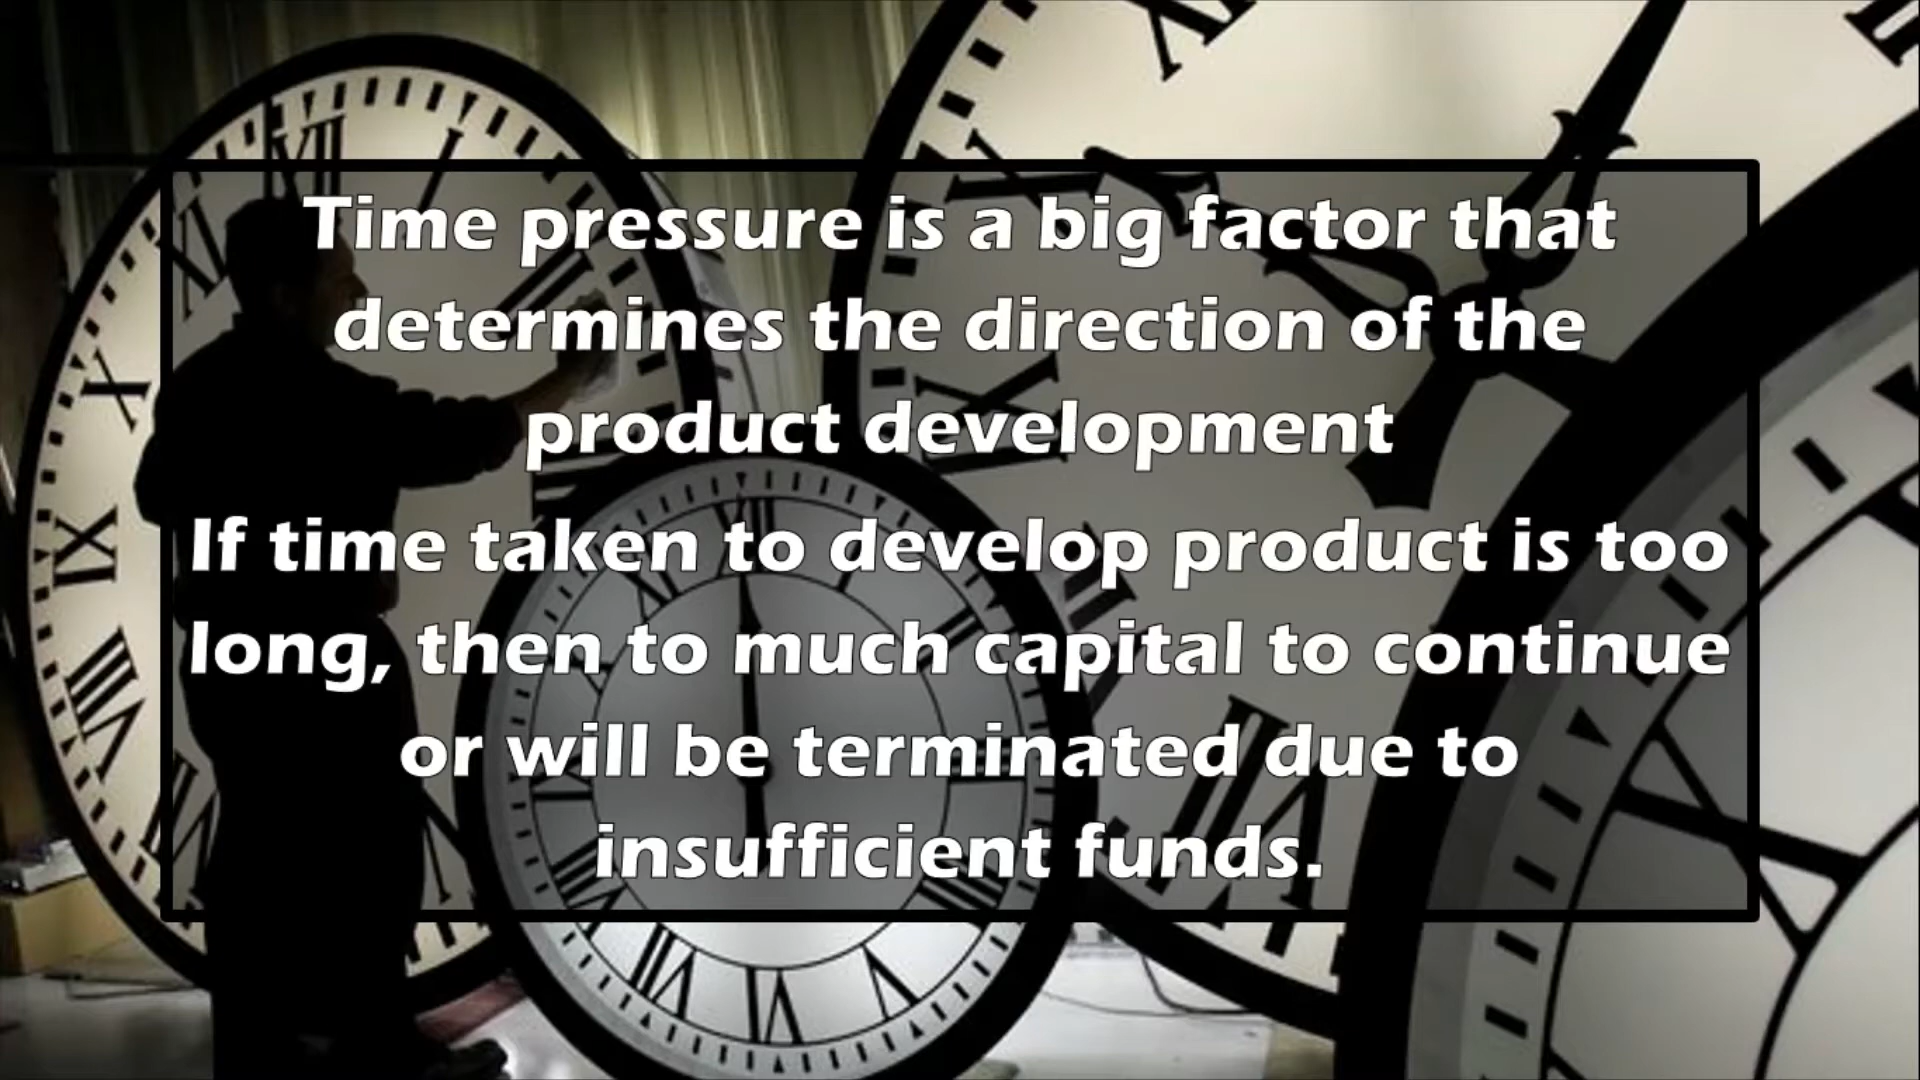 Time pressure is a big factor that
determines the direction of the
product development
If time taken to develop product is too
long, then to much capital to continue
or will be terminated due to
insufficient funds.